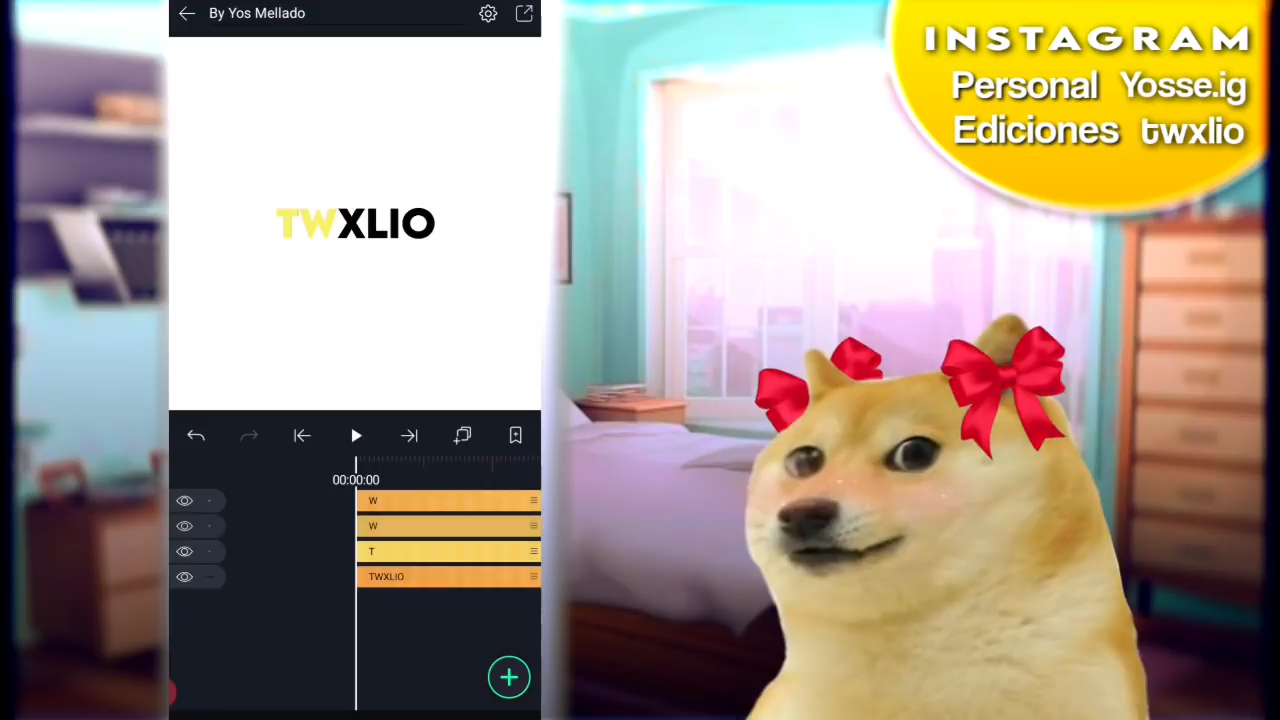 By Yos Mellado
INSTAGRAM
Personal Yosse.ig
Ediciones twxlio
TWXLIO
00:00:00
W
W
T
TWXLIO